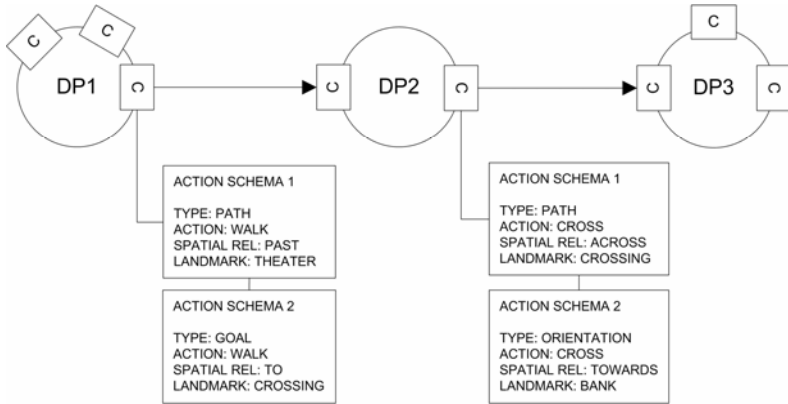 C
C
C
DP1
C
DP2
C
C
C
DP3
C
ACTION SCHEMA 1
TYPE: PATH
ACTION: WALK
SPATIAL REL: PAST
LANDMARK: THEATER
ACTION SCHEMA 2
TYPE: GOAL
ACTION: WALK
SPATIAL REL: TO
LANDMARK: CROSSING
ACTION SCHEMA 1
TYPE: PATH
ACTION: CROSS
SPATIAL REL: ACROSS
LANDMARK: CROSSING
ACTION SCHEMA 2
TYPE: ORIENTATION
ACTION: CROSS
SPATIAL REL: TOWARDS
LANDMARK: BANK